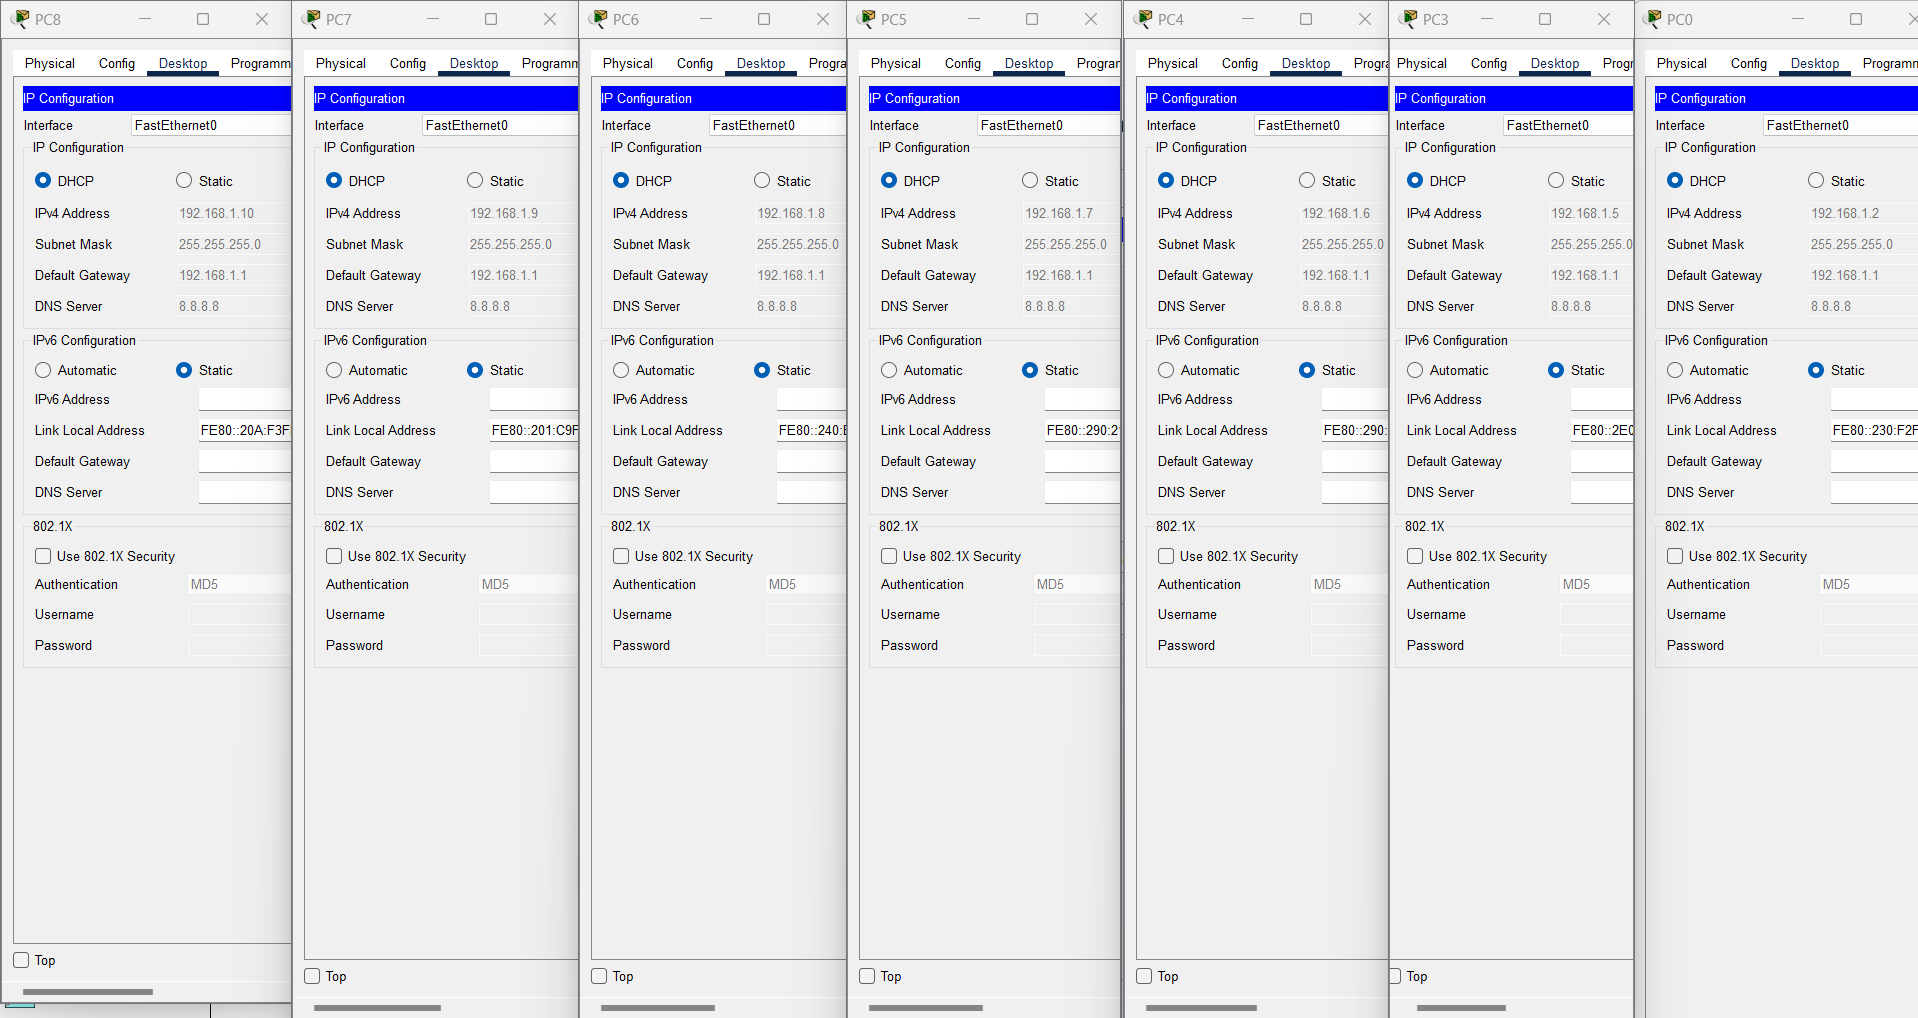 PC8
Physical Config Desktop Programm
IP Configuration
Interface FastEthernet0
IP Configuration
DHCP Static
IPv4 Address 192.168.1.10
Subnet Mask 255.255.255.0
Default Gateway 192.168.1.1
DNS Server 8.8.8.8
IPv6 Configuration
Automatic Static
IPv6 Address
Link Local Address FE80::20A:F3F
Default Gateway
DNS Server
802.1X
Use 802.1X Security
Authentication MD5
Username
Password
Top
PC7
Physical Config Desktop Programm
IP Configuration
Interface FastEthernet0
IP Configuration
DHCP Static
IPv4 Address 192.168.1.9
Subnet Mask 255.255.255.0
Default Gateway 192.168.1.1
DNS Server 8.8.8.8
IPv6 Configuration
Automatic Static
IPv6 Address
Link Local Address FE80::201:C9F
Default Gateway
DNS Server
802.1X
Use 802.1X Security
Authentication MD5
Username
Password
Top
PC6
Physical Config Desktop Progra
IP Configuration
Interface FastEthernet0
IP Configuration
DHCP Static
IPv4 Address 192.168.1.8
Subnet Mask 255.255.255.0
Default Gateway 192.168.1.1
DNS Server 8.8.8.8
IPv6 Configuration
Automatic Static
IPv6 Address
Link Local Address FE80::240:
Default Gateway
DNS Server
802.1X
Use 802.1X Security
Authentication MD5
Username
Password
Top
PC5
Physical Config Desktop Progran
IP Configuration
Interface FastEthernet0
IP Configuration
DHCP Static
IPv4 Address 192.168.1.7
Subnet Mask 255.255.255.0
Default Gateway 192.168.1.1
DNS Server 8.8.8.8
IPv6 Configuration
Automatic Static
IPv6 Address
Link Local Address FE80::290:2
Default Gateway
DNS Server
802.1X
Use 802.1X Security
Authentication MD5
Username
Password
Top
PC4
Physical Config Desktop Progra
IP Configuration
Interface FastEthernet0
IP Configuration
DHCP Static
IPv4 Address 192.168.1.6
Subnet Mask 255.255.255.0
Default Gateway 192.168.1.1
DNS Server 8.8.8.8
IPv6 Configuration
Automatic Static
IPv6 Address
Link Local Address FE80::290:
Default Gateway
DNS Server
802.1X
Use 802.1X Security
Authentication MD5
Username
Password
Top
PC3
Physical Config Desktop Progr
IP Configuration
Interface FastEthernet0
IP Configuration
DHCP Static
IPv4 Address 192.168.1.5
Subnet Mask 255.255.255.0
Default Gateway 192.168.1.1
DNS Server 8.8.8.8
IPv6 Configuration
Automatic Static
IPv6 Address
Link Local Address FE80::2E0
Default Gateway
DNS Server
802.1X
Use 802.1X Security
Authentication MD5
Username
Password
Top
PC0
Physical Config Desktop Programm
IP Configuration
Interface FastEthernet0
IP Configuration
DHCP Static
IPv4 Address 192.168.1.2
Subnet Mask 255.255.255.0
Default Gateway 192.168.1.1
DNS Server 8.8.8.8
IPv6 Configuration
Automatic Static
IPv6 Address
Link Local Address FE80::230:F2F
Default Gateway
DNS Server
802.1X
Use 802.1X Security
Authentication MD5
Username
Password